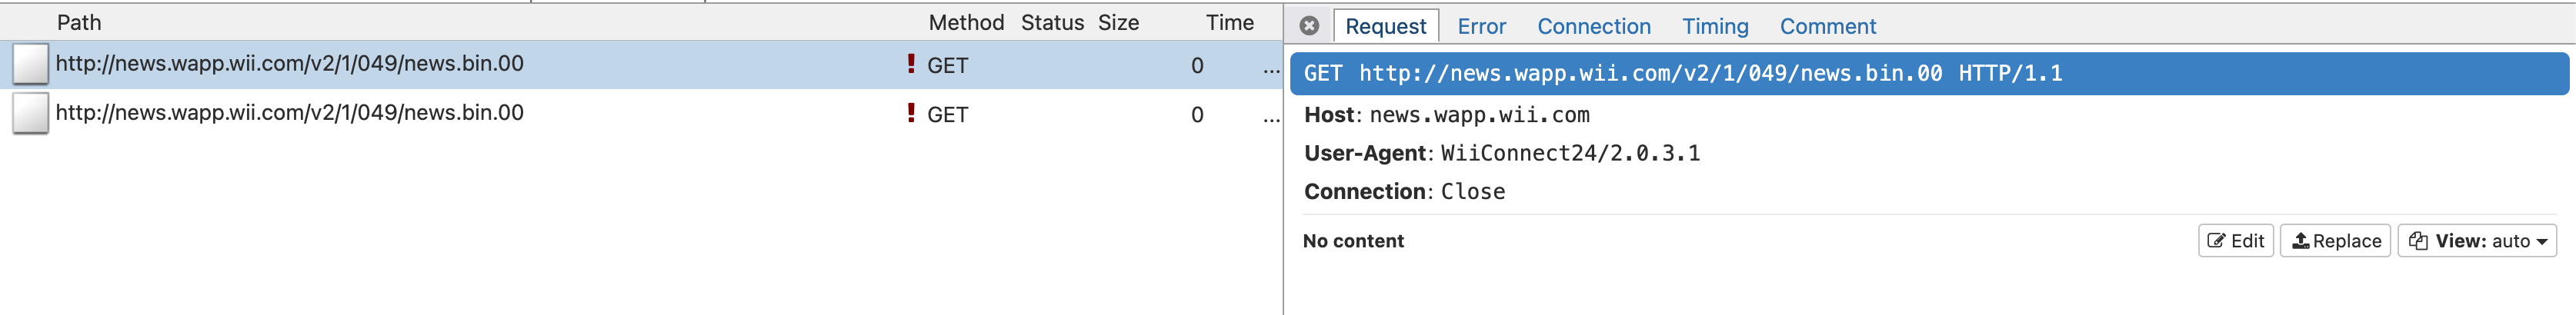 Path Method Status Size Time
http://news.wapp.wii.com/v2/1/049/news.bin.00 ! GET 0 ...
http://news.wapp.wii.com/v2/1/049/news.bin.00 ! GET 0 ...
Request Error Connection Timing Comment
GET http://news.wapp.wii.com/v2/1/049/news.bin.00 HTTP/1.1
Host: news.wapp.wii.com
User-Agent: WiiConnect24/2.0.3.1
Connection: Close
No content Edit Replace View: auto